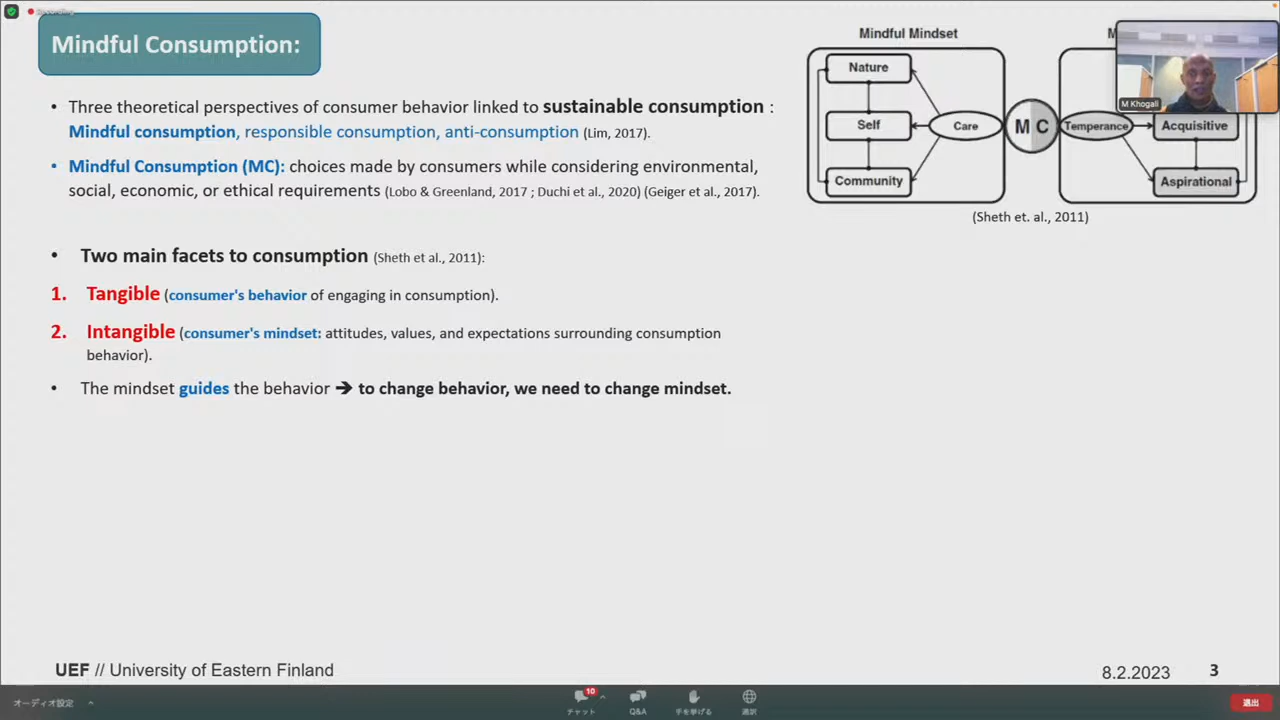 Recording
Mindful Consumption:
• Three theoretical perspectives of consumer behavior linked to sustainable consumption :
Mindful consumption, responsible consumption, anti-consumption (Lim, 2017).
• Mindful Consumption (MC): choices made by consumers while considering environmental,
social, economic, or ethical requirements (Lobo & Greenland, 2017 ; Duchi et al., 2020) (Geiger et al., 2017).
• Two main facets to consumption (Sheth et al., 2011):
1. Tangible (consumer's behavior of engaging in consumption).
2. Intangible (consumer's mindset: attitudes, values, and expectations surrounding consumption
behavior).
• The mindset guides the behavior ➔ to change behavior, we need to change mindset.
Mindful Mindset
Nature
Self
Community
Care
M C
Temperance
Acquisitive
Aspirational
M Khogali
(Sheth et. al., 2011)
UEF // University of Eastern Finland
8.2.2023
3
オーディオ設定
10
チャット
Q&A
手を挙げる
通訳
退出